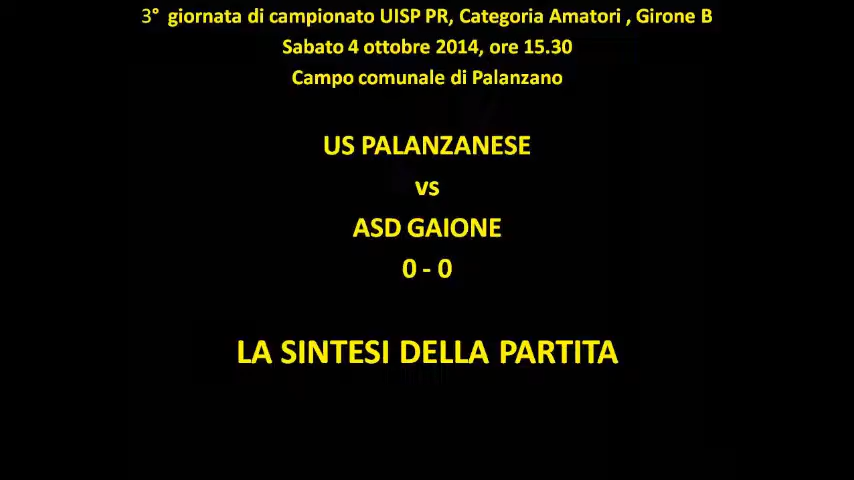 3° giornata di campionato UISP PR, Categoria Amatori , Girone B
Sabato 4 ottobre 2014, ore 15.30
Campo comunale di Palanzano
US PALANZANESE
vs
ASD GAIONE
0 - 0
LA SINTESI DELLA PARTITA